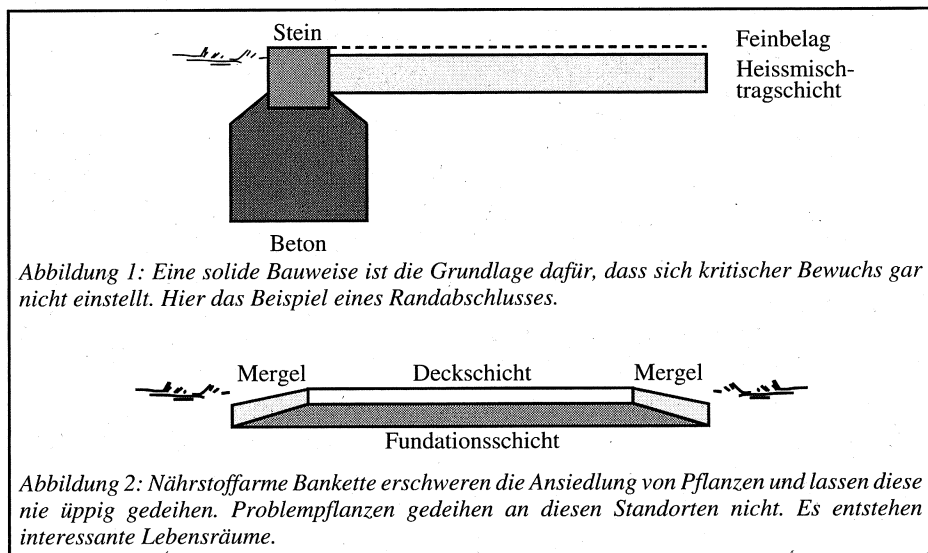 Stein
Feinbelag
Heissmisch-
tragschicht
Beton
Abbildung 1: Eine solide Bauweise ist die Grundlage dafür, dass sich kritischer Bewuchs gar
nicht einstellt. Hier das Beispiel eines Randabschlusses.
Mergel Deckschicht Mergel
Fundationsschicht
Abbildung 2: Nährstoffarme Bankette erschweren die Ansiedlung von Pflanzen und lassen diese
nie üppig gedeihen. Problempflanzen gedeihen an diesen Standorten nicht. Es entstehen
interessante Lebensräume.